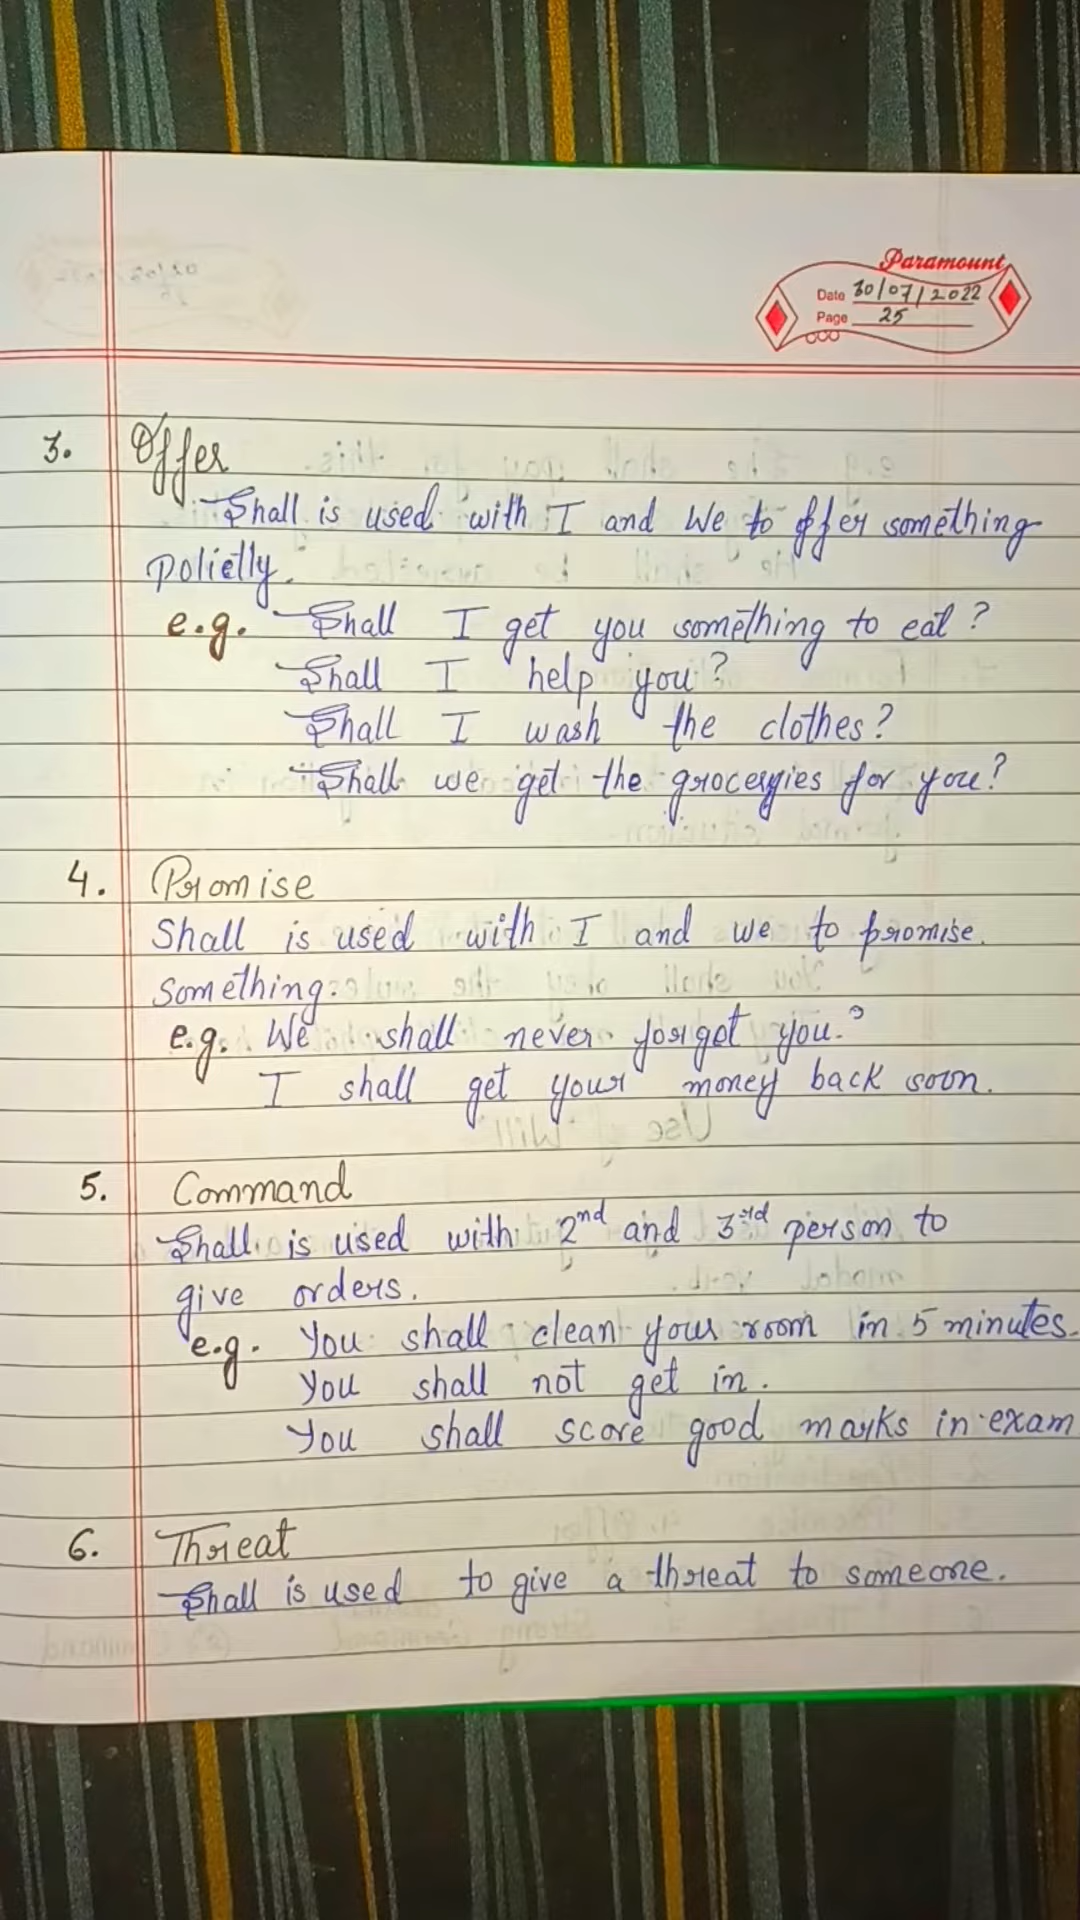 Paramount
Date 30/07/2022
Page 25
3. Offer
Shall is used with I and We to offer something
polietly.
e.g. Shall I get you something to eat?
Shall I help you?
Shall I wash the clothes?
Shall we get the groceryies for you?
4. Promise
Shall is used with I and we to promise
something.
e.g. We shall never forget you.
I shall get your money back soon.
5. Command
Shall is used with 2nd and 3rd person to
give orders.
e.g. You shall clean your room in 5 minutes.
You shall not get in.
You shall score good marks in exam
6. Threat
Shall is used to give a threat to someone.